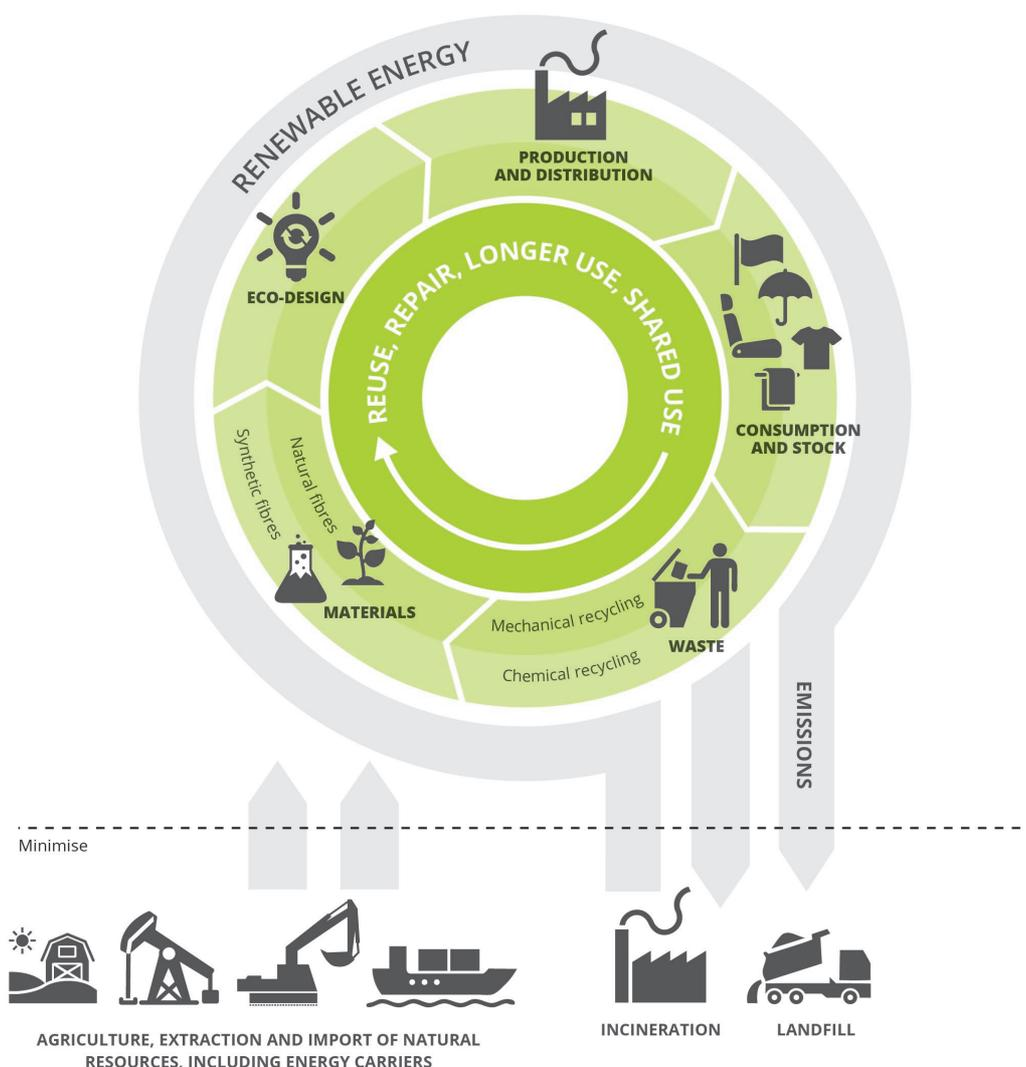 RENEWABLE ENERGY
PRODUCTION
AND DISTRIBUTION
ECO-DESIGN
REUSE, REPAIR, LONGER USE, SHARED USE
CONSUMPTION
AND STOCK
Synthetic fibres
Natural fibres
MATERIALS
Mechanical recycling
Chemical recycling
WASTE
EMISSIONS
Minimise
AGRICULTURE, EXTRACTION AND IMPORT OF NATURAL
RESOURCES, INCLUDING ENERGY CARRIERS
INCINERATION
LANDFILL